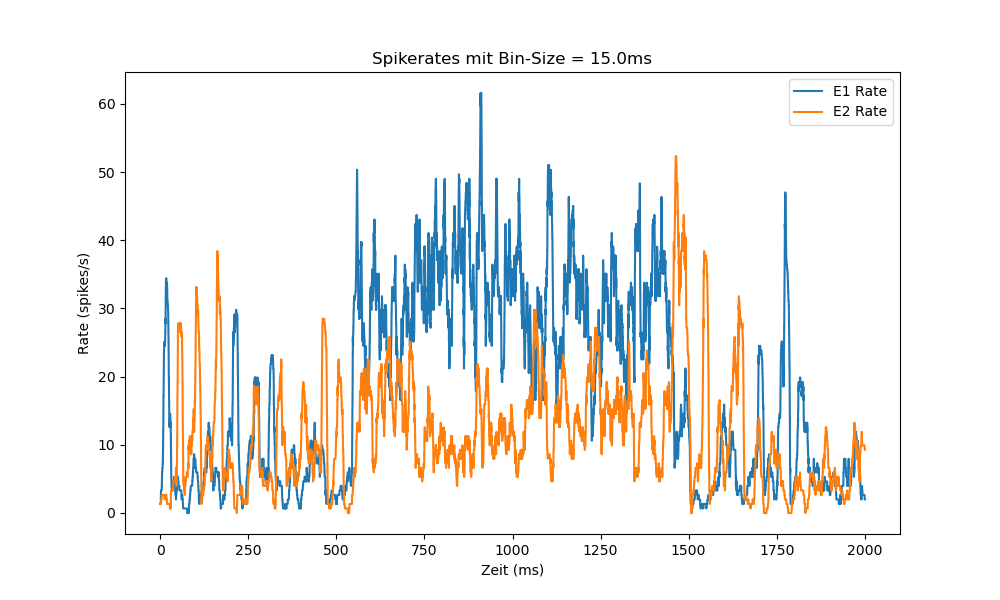 Spikerates mit Bin-Size = 15.0ms
E1 Rate
E2 Rate
Rate (spikes/s)
60
50
40
30
20
10
0
0 250 500 750 1000 1250 1500 1750 2000
Zeit (ms)